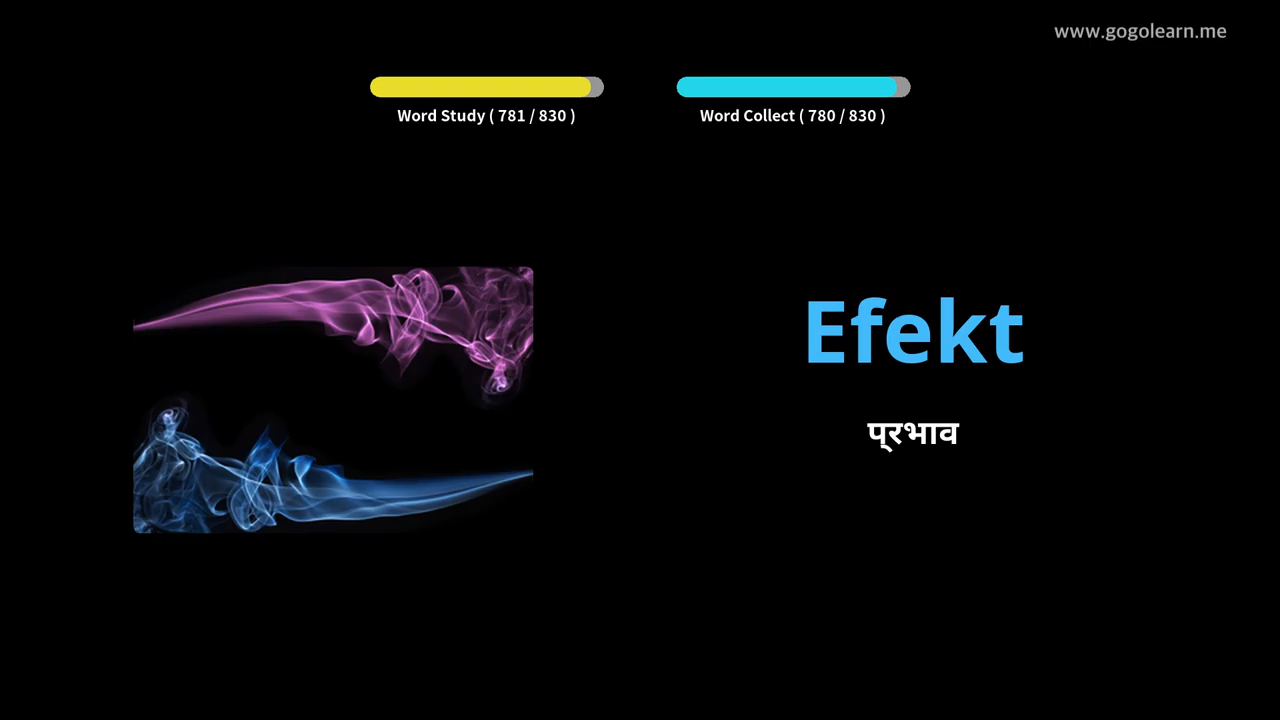 www.gogolearn.me
Word Study ( 781 / 830 )
Word Collect ( 780 / 830 )
Efekt
प्रभाव